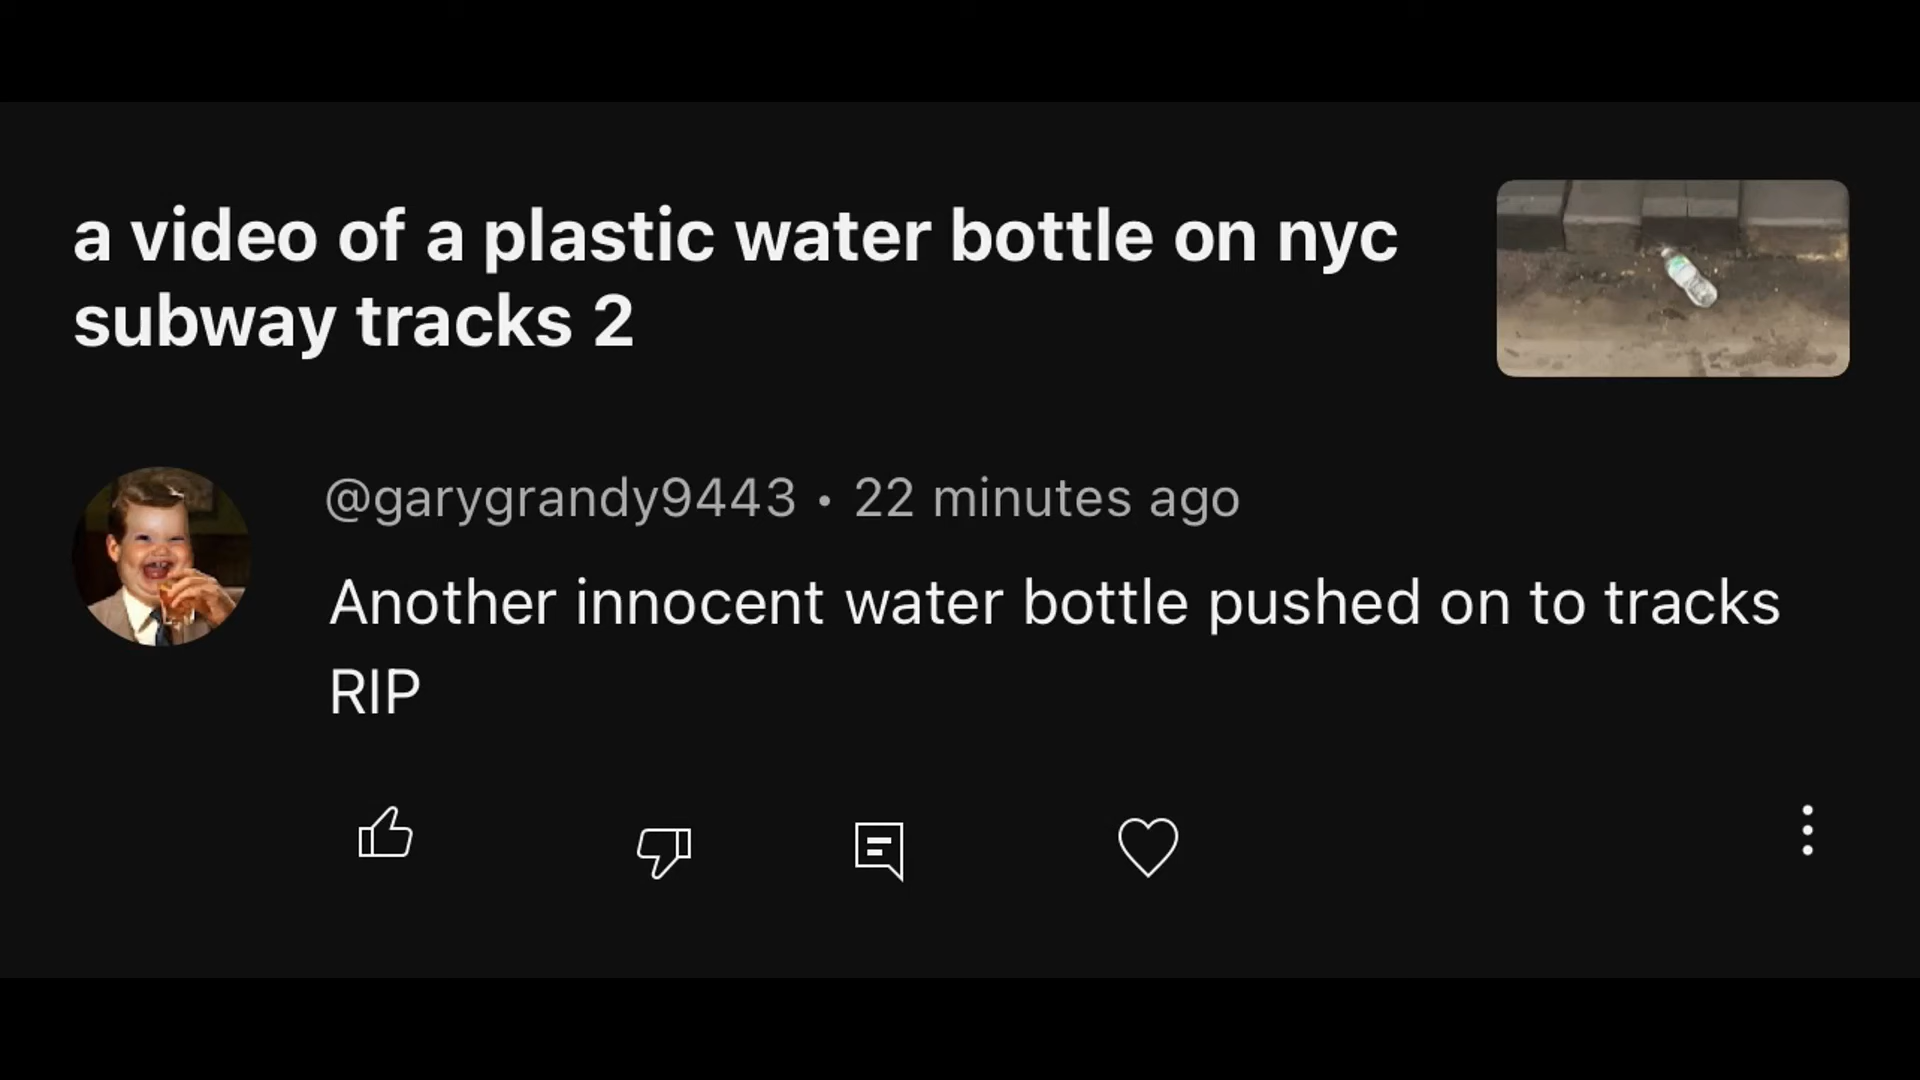 a video of a plastic water bottle on nyc
subway tracks 2
@garygrandy9443 • 22 minutes ago
Another innocent water bottle pushed on to tracks
RIP